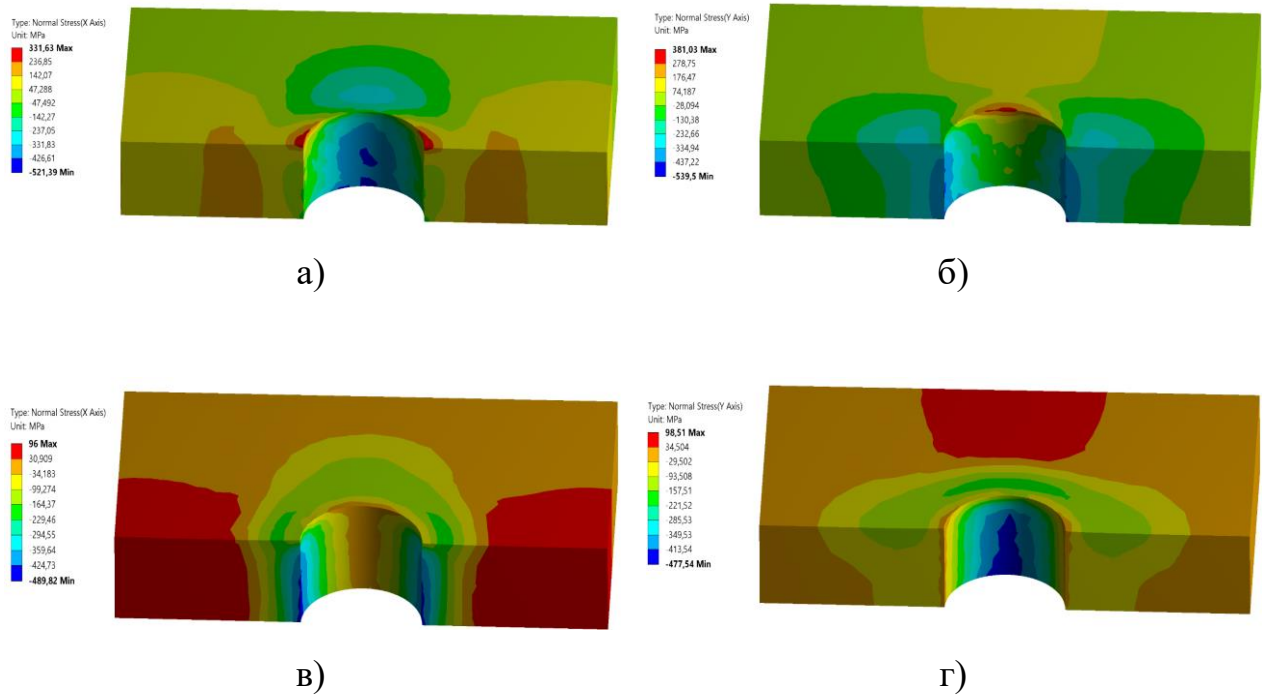 Type: Normal Stress(X Axis)
Unit: MPa
331,63 Max
236,85
142,07
47,288
-47,492
-142,27
-237,05
-331,83
-426,61
-521,39 Min
а)
Type: Normal Stress(Y Axis)
Unit: MPa
381,03 Max
278,75
176,47
74,187
-28,094
-130,38
-232,66
-334,94
-437,22
-539,5 Min
б)
Type: Normal Stress(X Axis)
Unit: MPa
96 Max
30,909
-34,183
-99,274
-164,37
-229,46
-294,55
-359,64
-424,73
-489,82 Min
в)
Type: Normal Stress(Y Axis)
Unit: MPa
98,51 Max
34,504
-29,502
-93,508
-157,51
-221,52
-285,53
-349,53
-413,54
-477,54 Min
г)